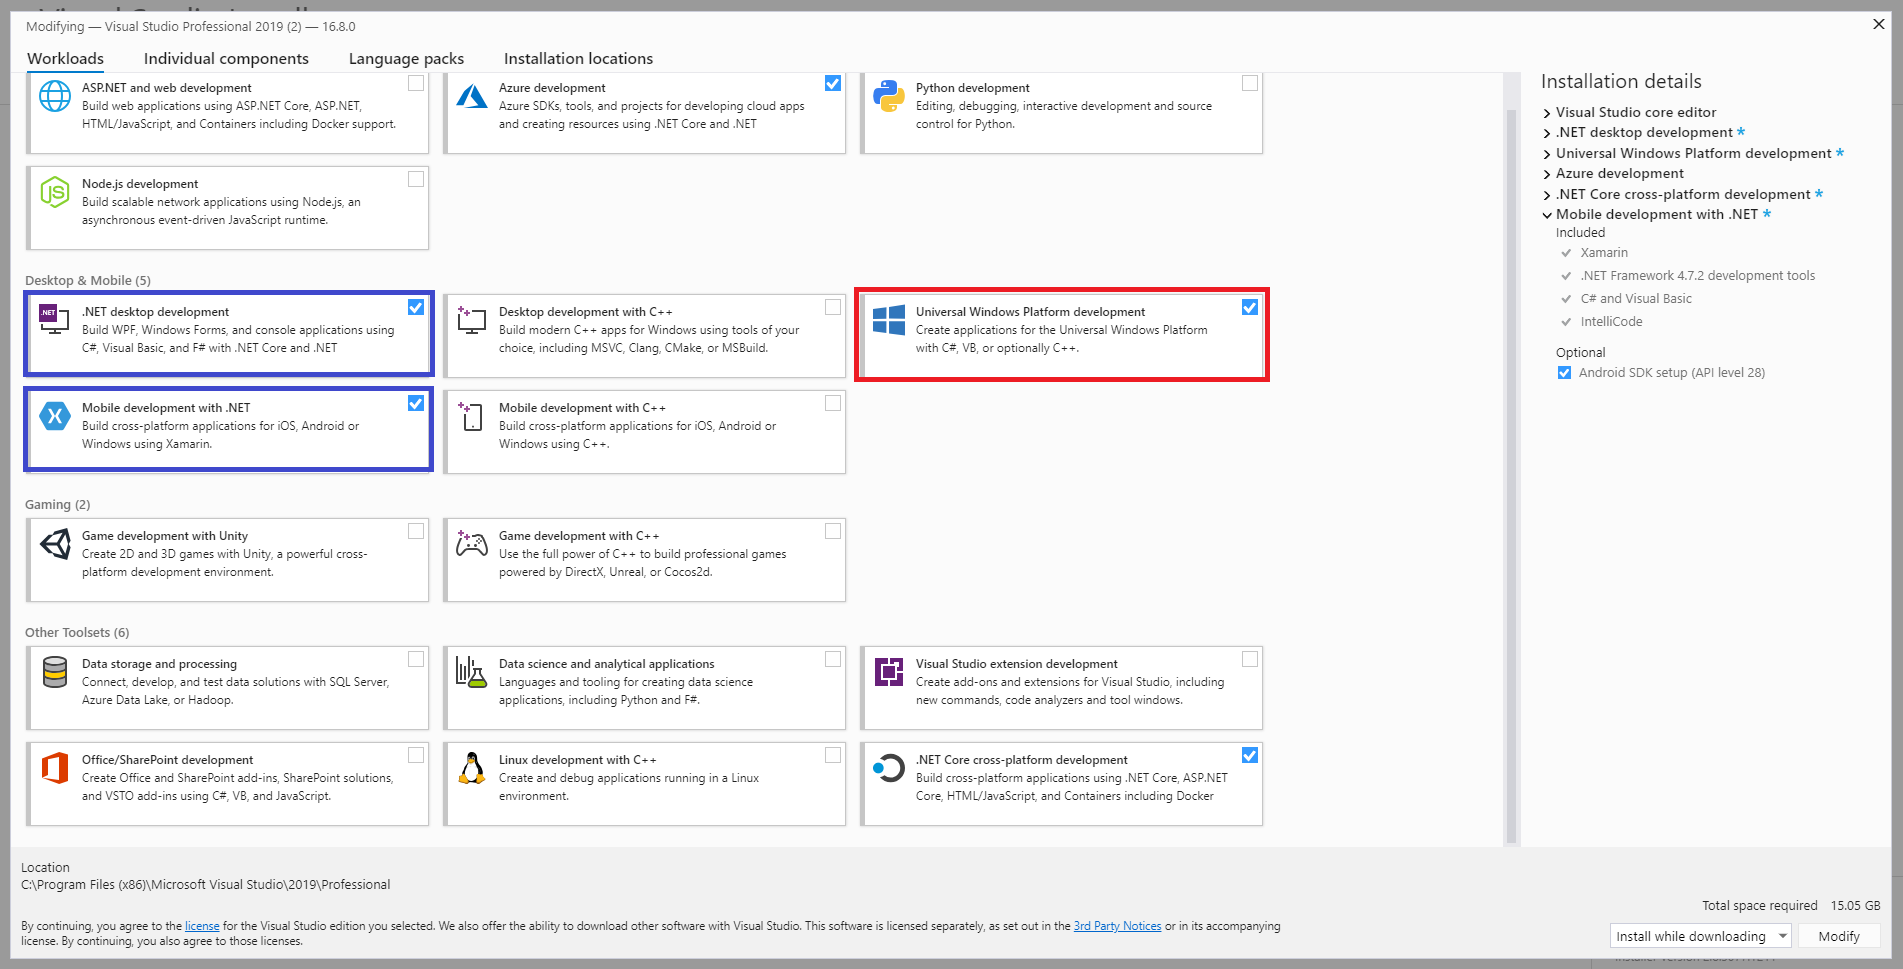 Modifying — Visual Studio Professional 2019 (2) — 16.8.0
Workloads
Individual components
Language packs
Installation locations
ASP.NET and web development
Build web applications using ASP.NET Core, ASP.NET,
HTML/JavaScript, and Containers including Docker support.
Azure development
Azure SDKs, tools, and projects for developing cloud apps
and creating resources using .NET Core and .NET
Python development
Editing, debugging, interactive development and source
control for Python.
JS
Node.js development
Build scalable network applications using Node.js, an
asynchronous event-driven JavaScript runtime.
Desktop & Mobile (5)
.NET
.NET desktop development
Build WPF, Windows Forms, and console applications using
C#, Visual Basic, and F# with .NET Core and .NET
Desktop development with C++
Build modern C++ apps for Windows using tools of your
choice, including MSVC, Clang, CMake, or MSBuild.
Universal Windows Platform development
Create applications for the Universal Windows Platform
with C#, VB, or optionally C++.
X
Mobile development with .NET
Build cross-platform applications for iOS, Android or
Windows using Xamarin.
Mobile development with C++
Build cross-platform applications for iOS, Android or
Windows using C++.
Gaming (2)
Game development with Unity
Create 2D and 3D games with Unity, a powerful cross-
platform development environment.
Game development with C++
Use the full power of C++ to build professional games
powered by DirectX, Unreal, or Cocos2d.
Other Toolsets (6)
Data storage and processing
Connect, develop, and test data solutions with SQL Server,
Azure Data Lake, or Hadoop.
Data science and analytical applications
Languages and tooling for creating data science
applications, including Python and F#.
Visual Studio extension development
Create add-ons and extensions for Visual Studio, including
new commands, code analyzers and tool windows.
Office/SharePoint development
Create Office and SharePoint add-ins, SharePoint solutions,
and VSTO add-ins using C#, VB, and JavaScript.
Linux development with C++
Create and debug applications running in a Linux
environment.
.NET Core cross-platform development
Build cross-platform applications using .NET Core, ASP.NET
Core, HTML/JavaScript, and Containers including Docker
Installation details
Visual Studio core editor
.NET desktop development *
Universal Windows Platform development *
Azure development
.NET Core cross-platform development *
Mobile development with .NET *
Included
Xamarin
.NET Framework 4.7.2 development tools
C# and Visual Basic
IntelliCode
Optional
Android SDK setup (API level 28)
Location
C:\Program Files (x86)\Microsoft Visual Studio\2019\Professional
By continuing, you agree to the license for the Visual Studio edition you selected. We also offer the ability to download other software with Visual Studio. This software is licensed separately, as set out in the 3rd Party Notices or in its accompanying
license. By continuing, you also agree to those licenses.
Total space required 15.05 GB
Install while downloading
Modify